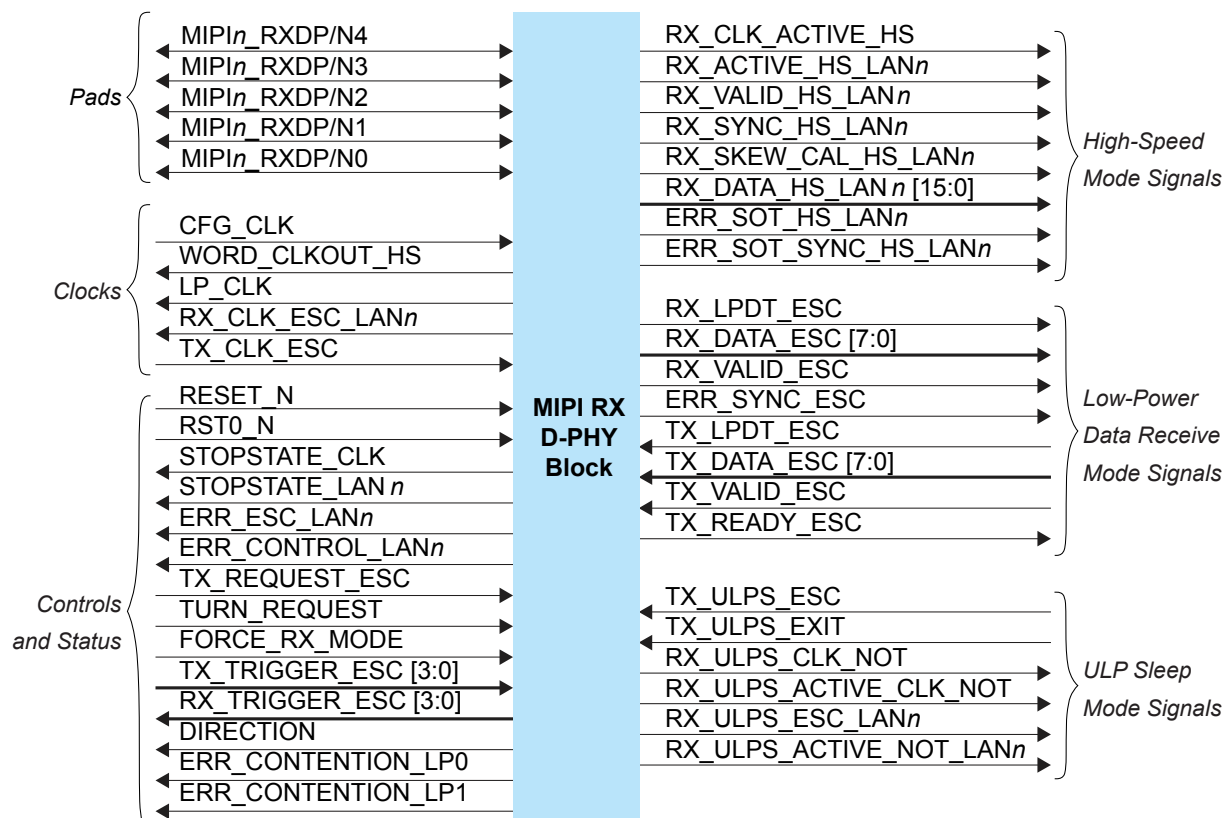 Pads
MIPIn_RXDP/N4
MIPIn_RXDP/N3
MIPIn_RXDP/N2
MIPIn_RXDP/N1
MIPIn_RXDP/N0
Clocks
CFG_CLK
WORD_CLKOUT_HS
LP_CLK
RX_CLK_ESC_LANn
TX_CLK_ESC
Controls
and Status
RESET_N
RST0_N
STOPSTATE_CLK
STOPSTATE_LAN n
ERR_ESC_LANn
ERR_CONTROL_LANn
TX_REQUEST_ESC
TURN_REQUEST
FORCE_RX_MODE
TX_TRIGGER_ESC [3:0]
RX_TRIGGER_ESC [3:0]
DIRECTION
ERR_CONTENTION_LP0
ERR_CONTENTION_LP1
MIPI RX
D-PHY
Block
RX_CLK_ACTIVE_HS
RX_ACTIVE_HS_LANn
RX_VALID_HS_LANn
RX_SYNC_HS_LANn
RX_SKEW_CAL_HS_LANn
RX_DATA_HS_LAN n [15:0]
ERR_SOT_HS_LANn
ERR_SOT_SYNC_HS_LANn
High-Speed
Mode Signals
RX_LPDT_ESC
RX_DATA_ESC [7:0]
RX_VALID_ESC
ERR_SYNC_ESC
TX_LPDT_ESC
TX_DATA_ESC [7:0]
TX_VALID_ESC
TX_READY_ESC
Low-Power
Data Receive
Mode Signals
TX_ULPS_ESC
TX_ULPS_EXIT
RX_ULPS_CLK_NOT
RX_ULPS_ACTIVE_CLK_NOT
RX_ULPS_ESC_LANn
RX_ULPS_ACTIVE_NOT_LANn
ULP Sleep
Mode Signals